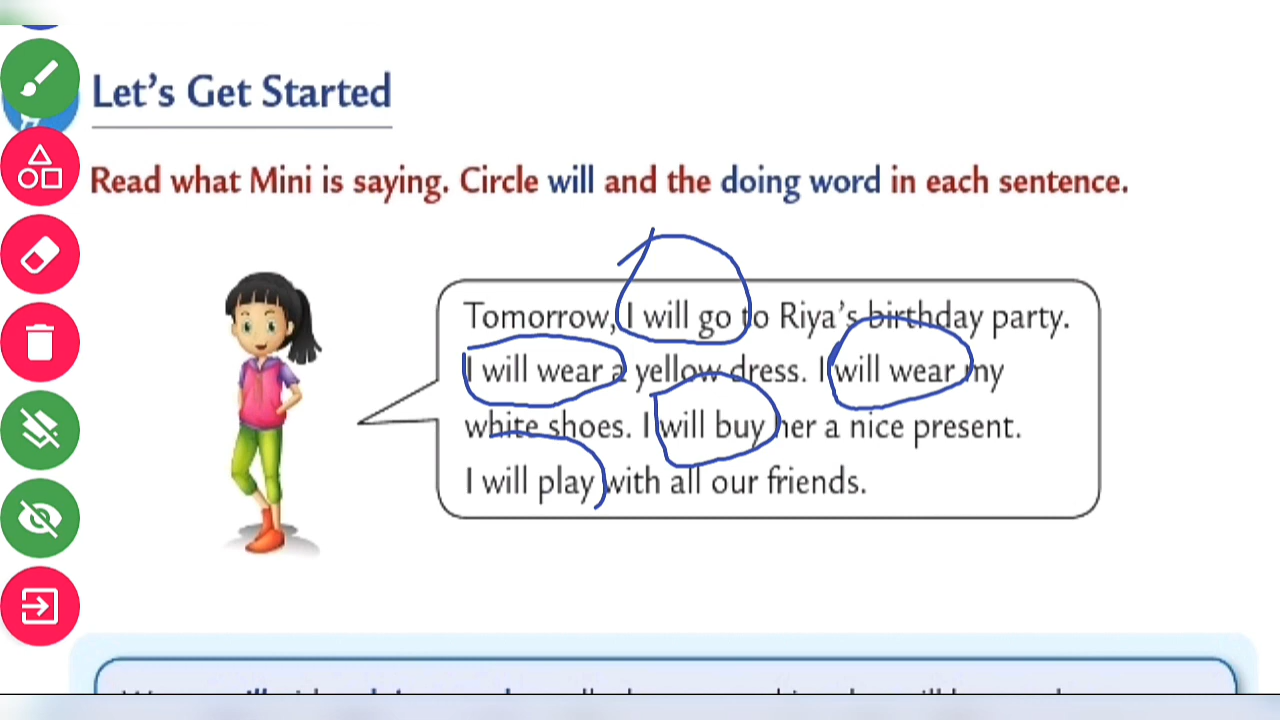 Let's Get Started
Read what Mini is saying. Circle will and the doing word in each sentence.
Tomorrow, I will go to Riya's birthday party.
I will wear a yellow dress. I will wear my
white shoes. I will buy her a nice present.
I will play with all our friends.